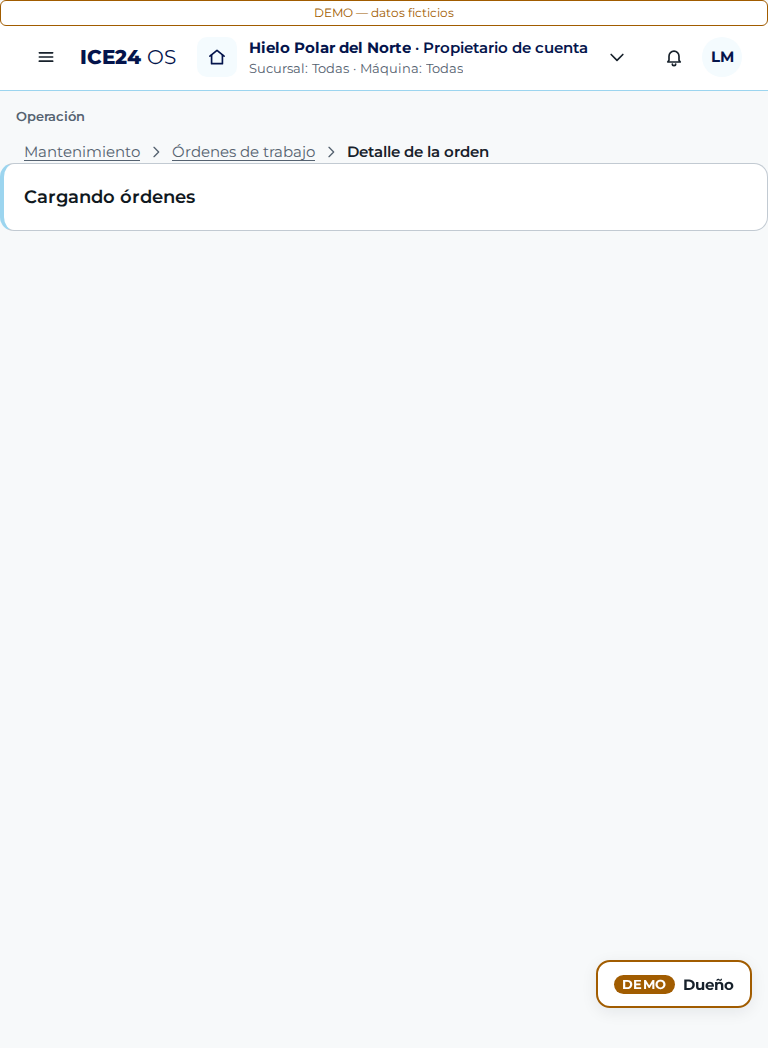 DEMO — datos ficticios
ICE24 OS
Hielo Polar del Norte · Propietario de cuenta
Sucursal: Todas · Máquina: Todas
LM
Operación
Mantenimiento > Órdenes de trabajo > Detalle de la orden
Cargando órdenes
DEMO Dueño